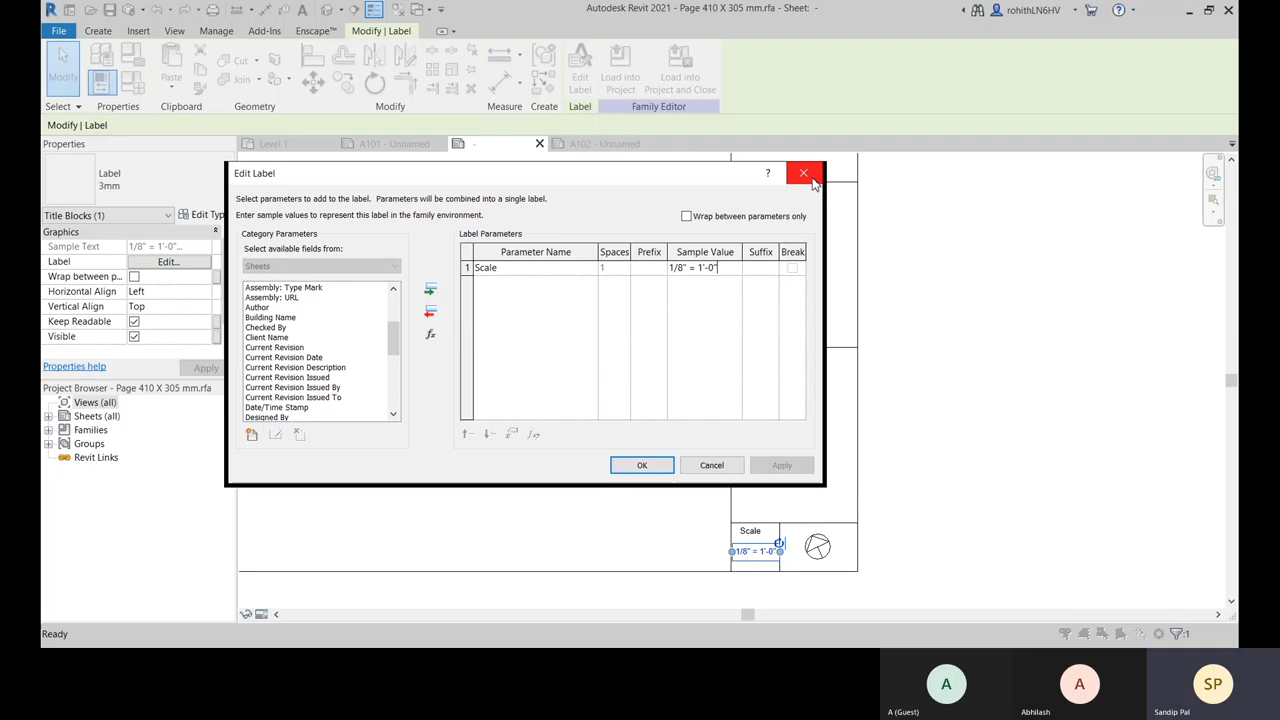 Autodesk Revit 2021 - Page 410 X 305 mm.rfa - Sheet: -
rohithLN6HV
File Create Insert View Manage Add-Ins Enscape™ Modify | Label
Modify
Paste
Cut
Join
Edit Label
Load into Project
Load into Project and Close
Select Properties Clipboard Geometry Modify Measure Create Label Family Editor
Modify | Label
Properties
Level 1
A101 - Unnamed
-
A102 - Unnamed
Label
3mm
Title Blocks (1)
Edit Typ
Graphics
Sample Text 1/8" = 1'-0"...
Label Edit...
Wrap between p...
Horizontal Align Left
Vertical Align Top
Keep Readable
Visible
Properties help
Apply
Project Browser - Page 410 X 305 mm.rfa
Views (all)
Sheets (all)
Families
Groups
Revit Links
Edit Label
?
Select parameters to add to the label. Parameters will be combined into a single label.
Enter sample values to represent this label in the family environment.
Wrap between parameters only
Category Parameters
Select available fields from:
Sheets
Assembly: Type Mark
Assembly: URL
Author
Building Name
Checked By
Client Name
Current Revision
Current Revision Date
Current Revision Description
Current Revision Issued
Current Revision Issued By
Current Revision Issued To
Date/Time Stamp
Designed By
Label Parameters
Parameter Name Spaces Prefix Sample Value Suffix Break
1 Scale 1 1/8" = 1'-0"
OK Cancel Apply
Scale
1/8" = 1'-0"
Ready
:1
A
A (Guest)
A
Abhilash
SP
Sandip Pal